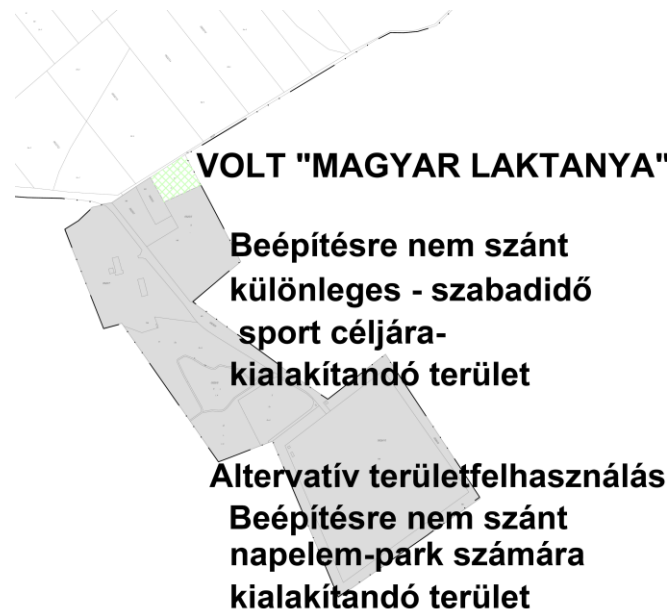 VOLT "MAGYAR LAKTANYA"
Beépítésre nem szánt
különleges - szabadidő
sport céljára-
kialakítandó terület
Altervatív területfelhasználás
Beépítésre nem szánt
napelem-park számára
kialakítandó terület